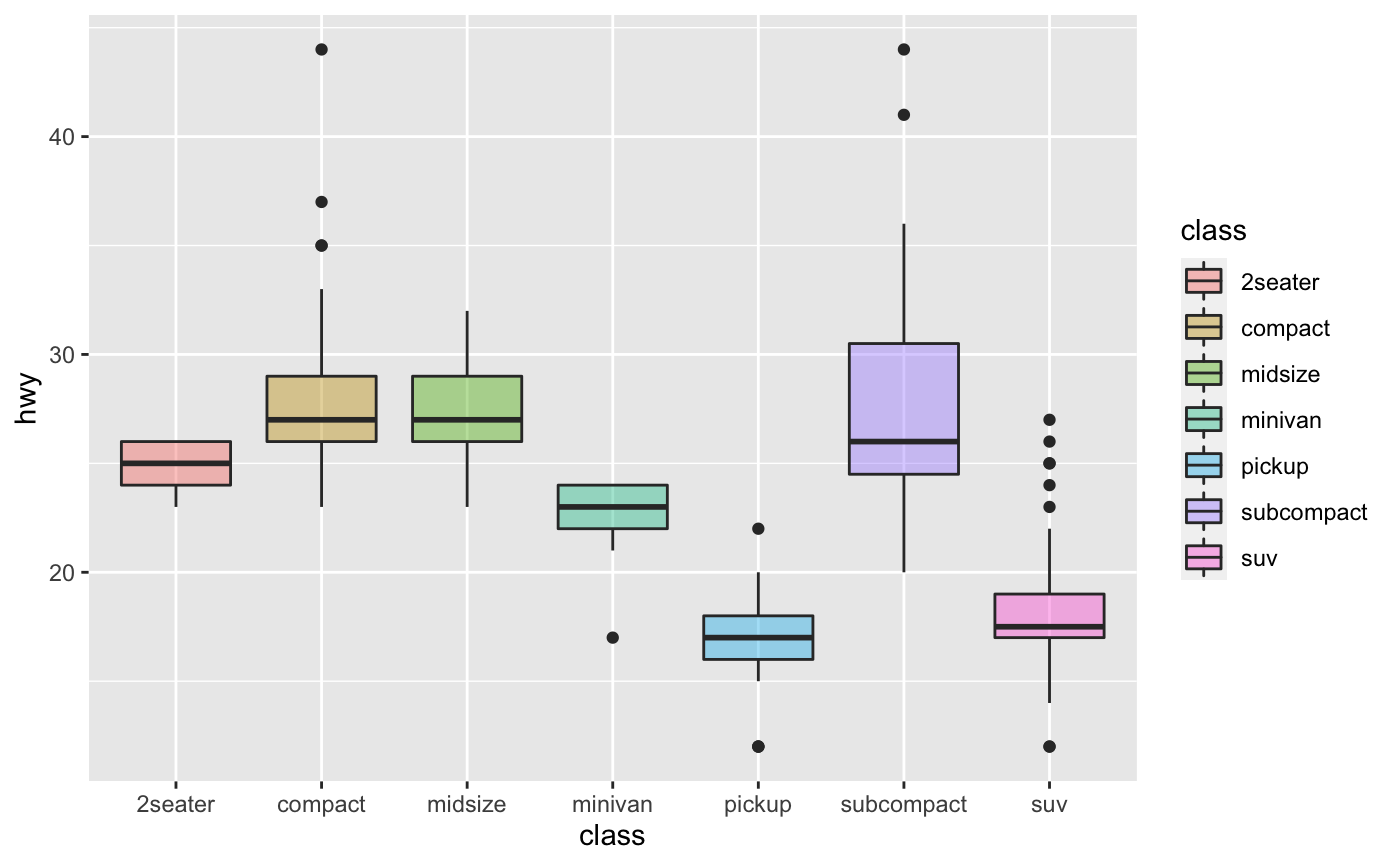 hwy
40
30
20
2seater compact midsize minivan pickup subcompact suv
class
class
2seater
compact
midsize
minivan
pickup
subcompact
suv